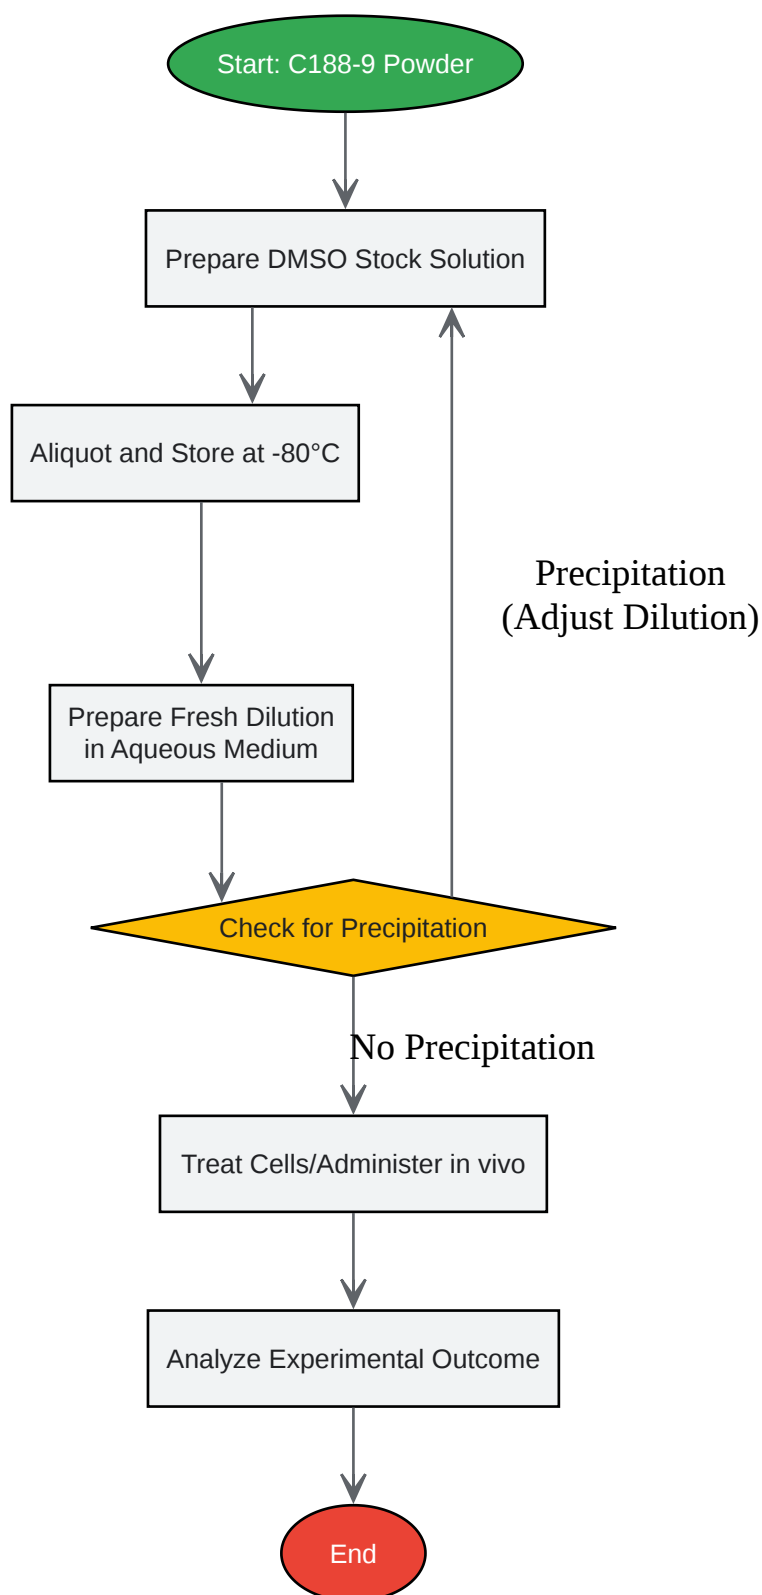 Start: C188-9 Powder
Prepare DMSO Stock Solution
Aliquot and Store at -80°C
Precipitation
(Adjust Dilution)
Prepare Fresh Dilution
in Aqueous Medium
Check for Precipitation
No Precipitation
Treat Cells/Administer in vivo
Analyze Experimental Outcome
End